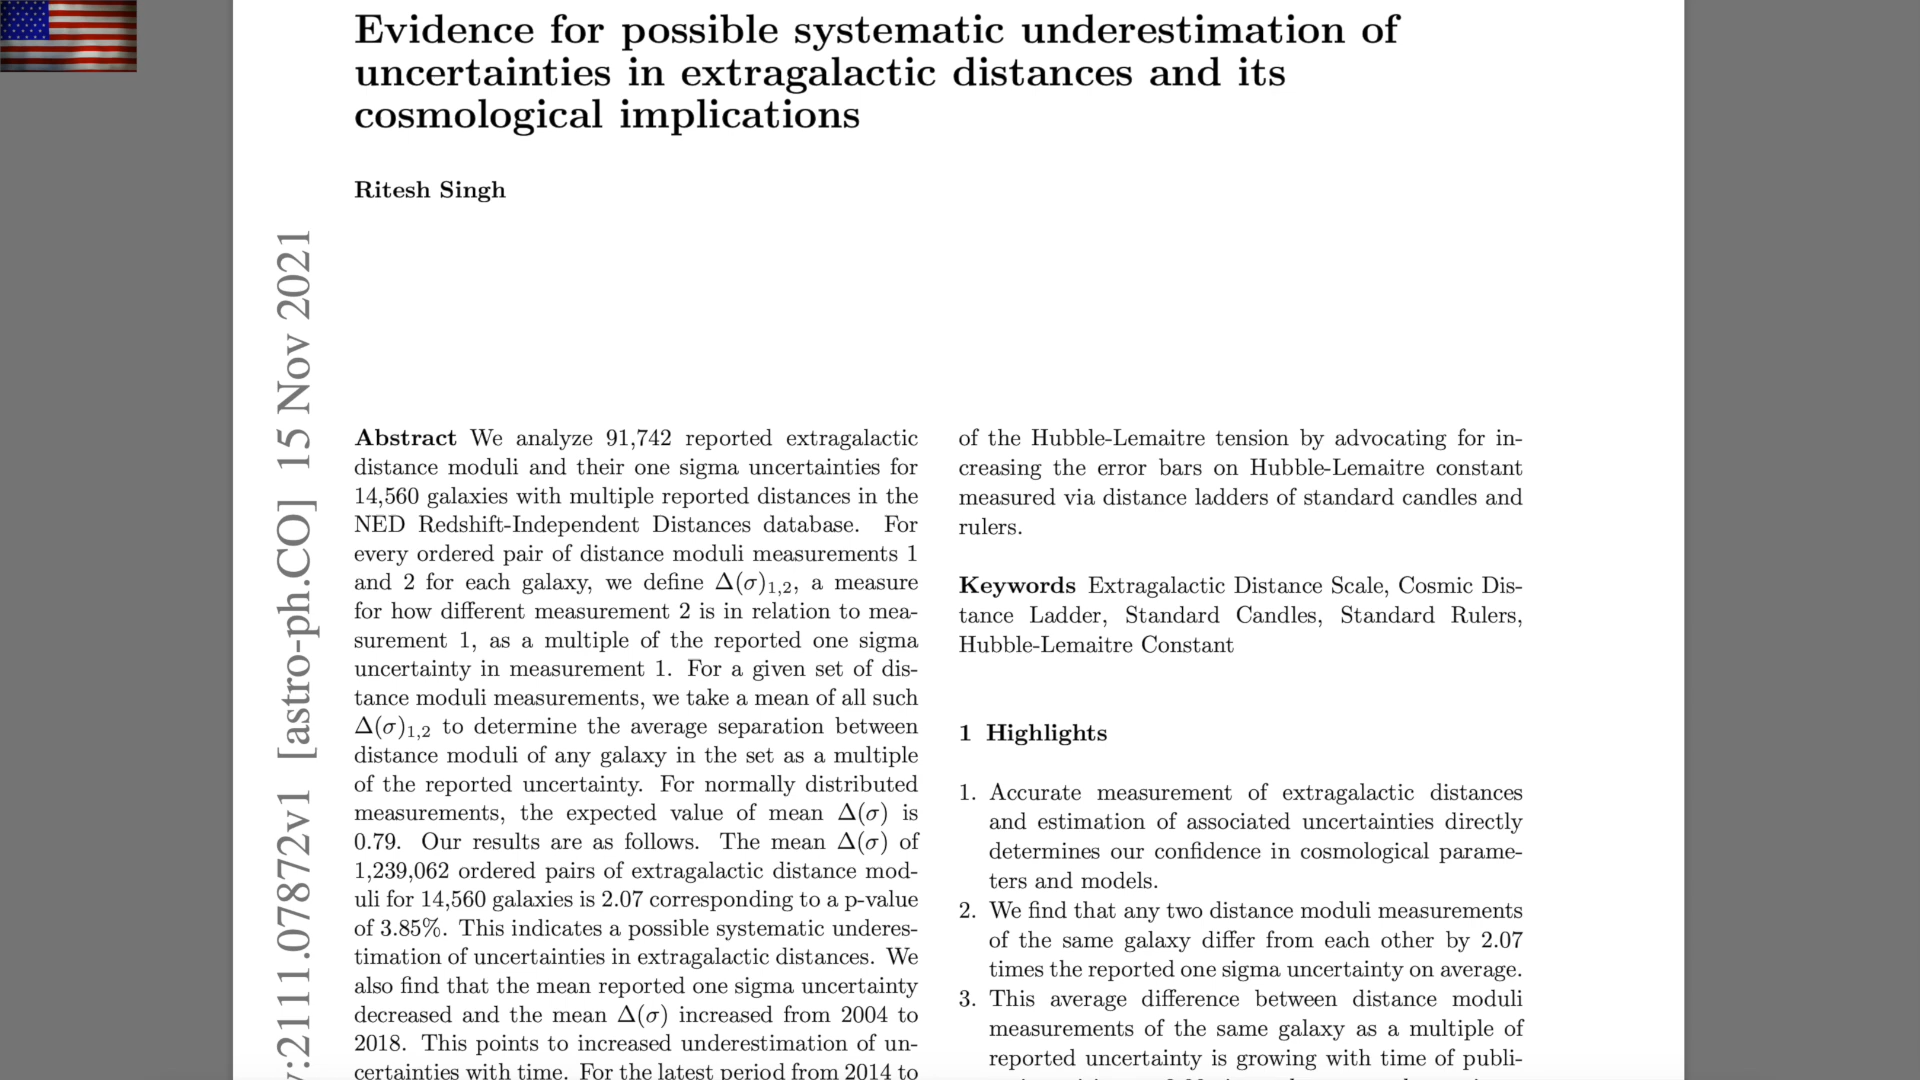 Evidence for possible systematic underestimation of
uncertainties in extragalactic distances and its
cosmological implications
Ritesh Singh
:2111.07872v1 [astro-ph.CO] 15 Nov 2021
Abstract We analyze 91,742 reported extragalactic
distance moduli and their one sigma uncertainties for
14,560 galaxies with multiple reported distances in the
NED Redshift-Independent Distances database. For
every ordered pair of distance moduli measurements 1
and 2 for each galaxy, we define Δ(σ)₁,₂, a measure
for how different measurement 2 is in relation to mea-
surement 1, as a multiple of the reported one sigma
uncertainty in measurement 1. For a given set of dis-
tance moduli measurements, we take a mean of all such
Δ(σ)₁,₂ to determine the average separation between
distance moduli of any galaxy in the set as a multiple
of the reported uncertainty. For normally distributed
measurements, the expected value of mean Δ(σ) is
0.79. Our results are as follows. The mean Δ(σ) of
1,239,062 ordered pairs of extragalactic distance mod-
uli for 14,560 galaxies is 2.07 corresponding to a p-value
of 3.85%. This indicates a possible systematic underes-
timation of uncertainties in extragalactic distances. We
also find that the mean reported one sigma uncertainty
decreased and the mean Δ(σ) increased from 2004 to
2018. This points to increased underestimation of un-
certainties with time. For the latest period from 2014 to
of the Hubble-Lemaitre tension by advocating for in-
creasing the error bars on Hubble-Lemaitre constant
measured via distance ladders of standard candles and
rulers.
Keywords Extragalactic Distance Scale, Cosmic Dis-
tance Ladder, Standard Candles, Standard Rulers,
Hubble-Lemaitre Constant
1 Highlights
1. Accurate measurement of extragalactic distances
and estimation of associated uncertainties directly
determines our confidence in cosmological parame-
ters and models.
2. We find that any two distance moduli measurements
of the same galaxy differ from each other by 2.07
times the reported one sigma uncertainty on average.
3. This average difference between distance moduli
measurements of the same galaxy as a multiple of
reported uncertainty is growing with time of publi-